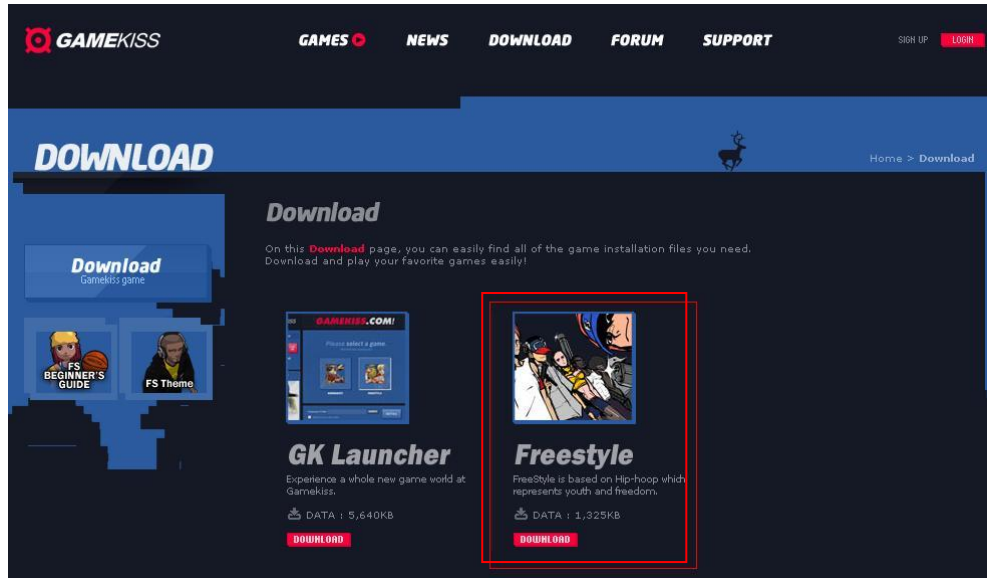 GAMEKISS
GAMES NEWS DOWNLOAD FORUM SUPPORT
SIGN UP LOGIN
DOWNLOAD
Home > Download
Download
Gamekiss game
FS
BEGINNER'S
GUIDE
FS Theme
Download
On this Download page, you can easily find all of the game installation files you need.
Download and play your favorite games easily!
GAMEKISS.COM!
Please select a game.
GK Launcher
Experience a whole new game world at
Gamekiss.
DATA : 5,640KB
DOWNLOAD
Freestyle
FreeStyle is based on Hip-hoop which
represents youth and freedom.
DATA : 1,325KB
DOWNLOAD